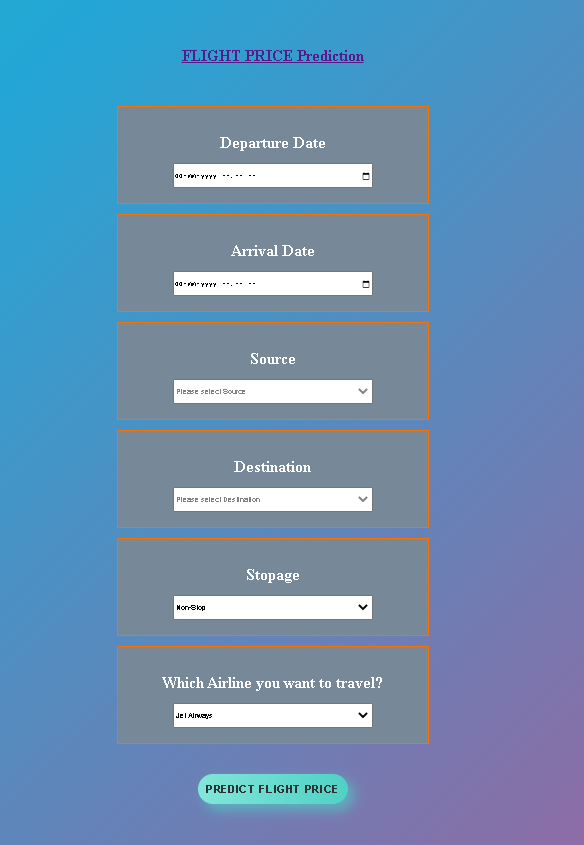 FLIGHT PRICE Prediction
Departure Date
dd-mm-yyyy --:-- --
Arrival Date
dd-mm-yyyy --:-- --
Source
Please select Source
Destination
Please select Destination
Stopage
Non-Stop
Which Airline you want to travel?
Jet Airways
PREDICT FLIGHT PRICE